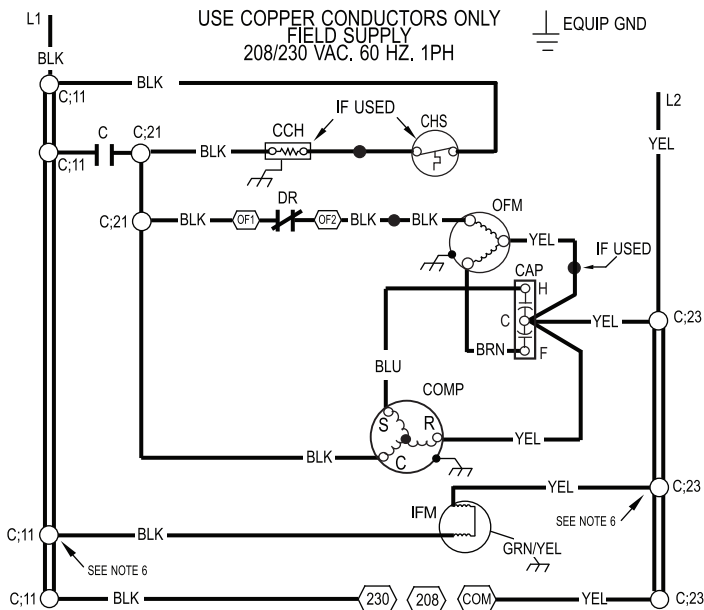 USE COPPER CONDUCTORS ONLY
FIELD SUPPLY
208/230 VAC. 60 HZ. 1PH
EQUIP GND
L1
BLK
C;11
BLK
L2
YEL
IF USED
CCH
CHS
C;11
C
C;21
BLK
C;21
BLK
OF1
DR
OF2
BLK
BLK
OFM
YEL
IF USED
CAP
H
C
YEL
C;23
BRN
F
BLU
COMP
S
R
YEL
C
BLK
YEL
C;23
IFM
SEE NOTE 6
C;11
BLK
GRN/YEL
SEE NOTE 6
C;11
BLK
230
208
COM
YEL
C;23